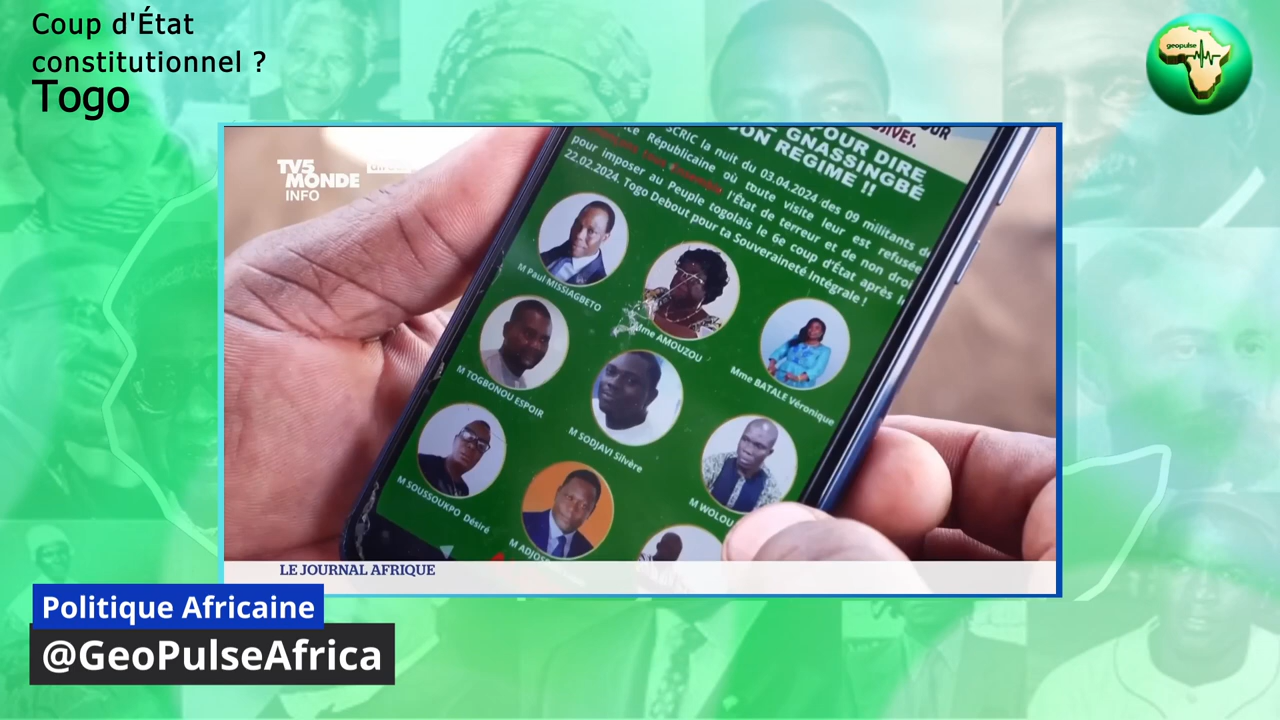 Coup d'État
constitutionnel ?
Togo
geopulse
TV5
MONDE
INFO
POUR DIRE
GNASSINGBÉ
SON RÉGIME !!
SCRIC la nuit du 03.04.2024 des 09 militants
Républicaine où toute visite leur est refusée
l'État de terreur et de non droit
pour imposer au Peuple togolais le 6e coup d'État après
22.02.2024. Togo Debout pour ta Souveraineté Intégrale !
M Paul MISSIAGBETO
Mme AMOUZOU
Mme BATALE Véronique
M TOGBONOU ESPOIR
M SODJAVI Silvère
M WOLOU
M SOUSSOUKPO Désiré
LE JOURNAL AFRIQUE
Politique Africaine
@GeoPulseAfrica